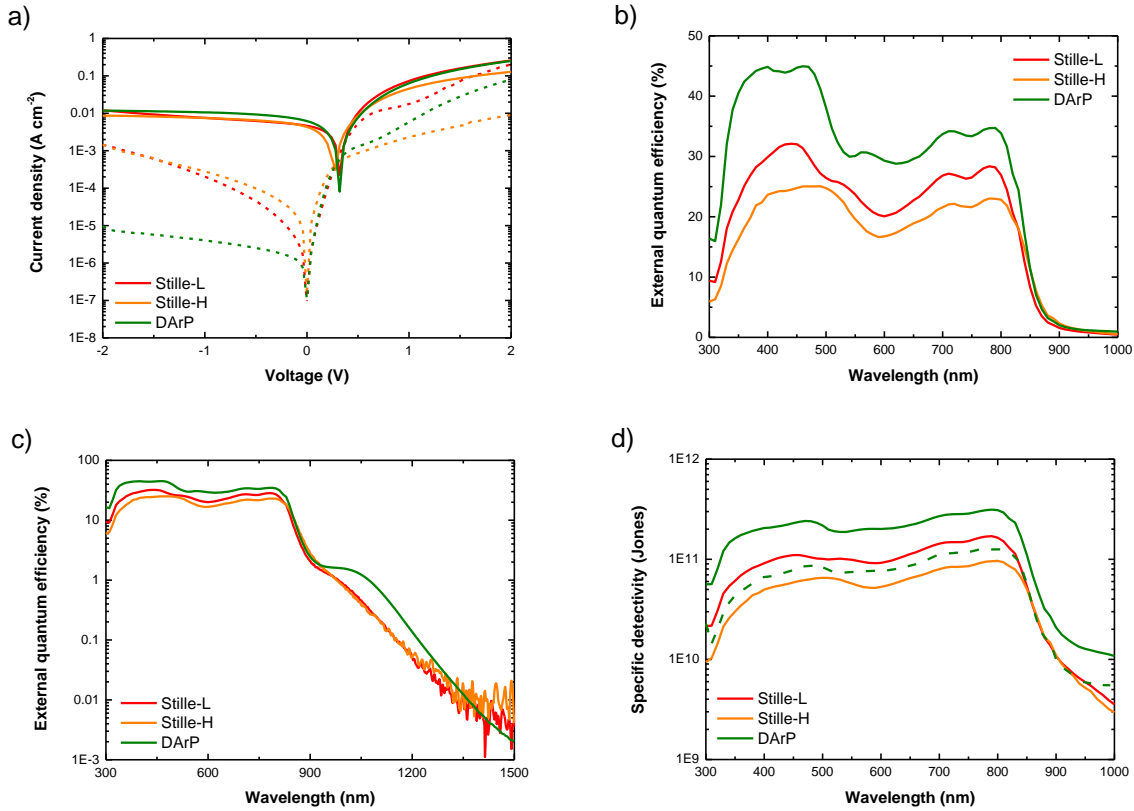 a)
1
0.1
0.01
1E-3
1E-4
1E-5
1E-6
1E-7
1E-8
Current density (A cm⁻²)
Stille-L
Stille-H
DArP
-2 -1 0 1 2
Voltage (V)
b)
50
40
30
20
10
0
External quantum efficiency (%)
Stille-L
Stille-H
DArP
300 400 500 600 700 800 900 1000
Wavelength (nm)
c)
100
10
1
0.1
0.01
1E-3
External quantum efficiency (%)
Stille-L
Stille-H
DArP
300 600 900 1200 1500
Wavelength (nm)
d)
1E12
1E11
1E10
1E9
Specific detectivity (Jones)
Stille-L
Stille-H
DArP
300 400 500 600 700 800 900 1000
Wavelength (nm)